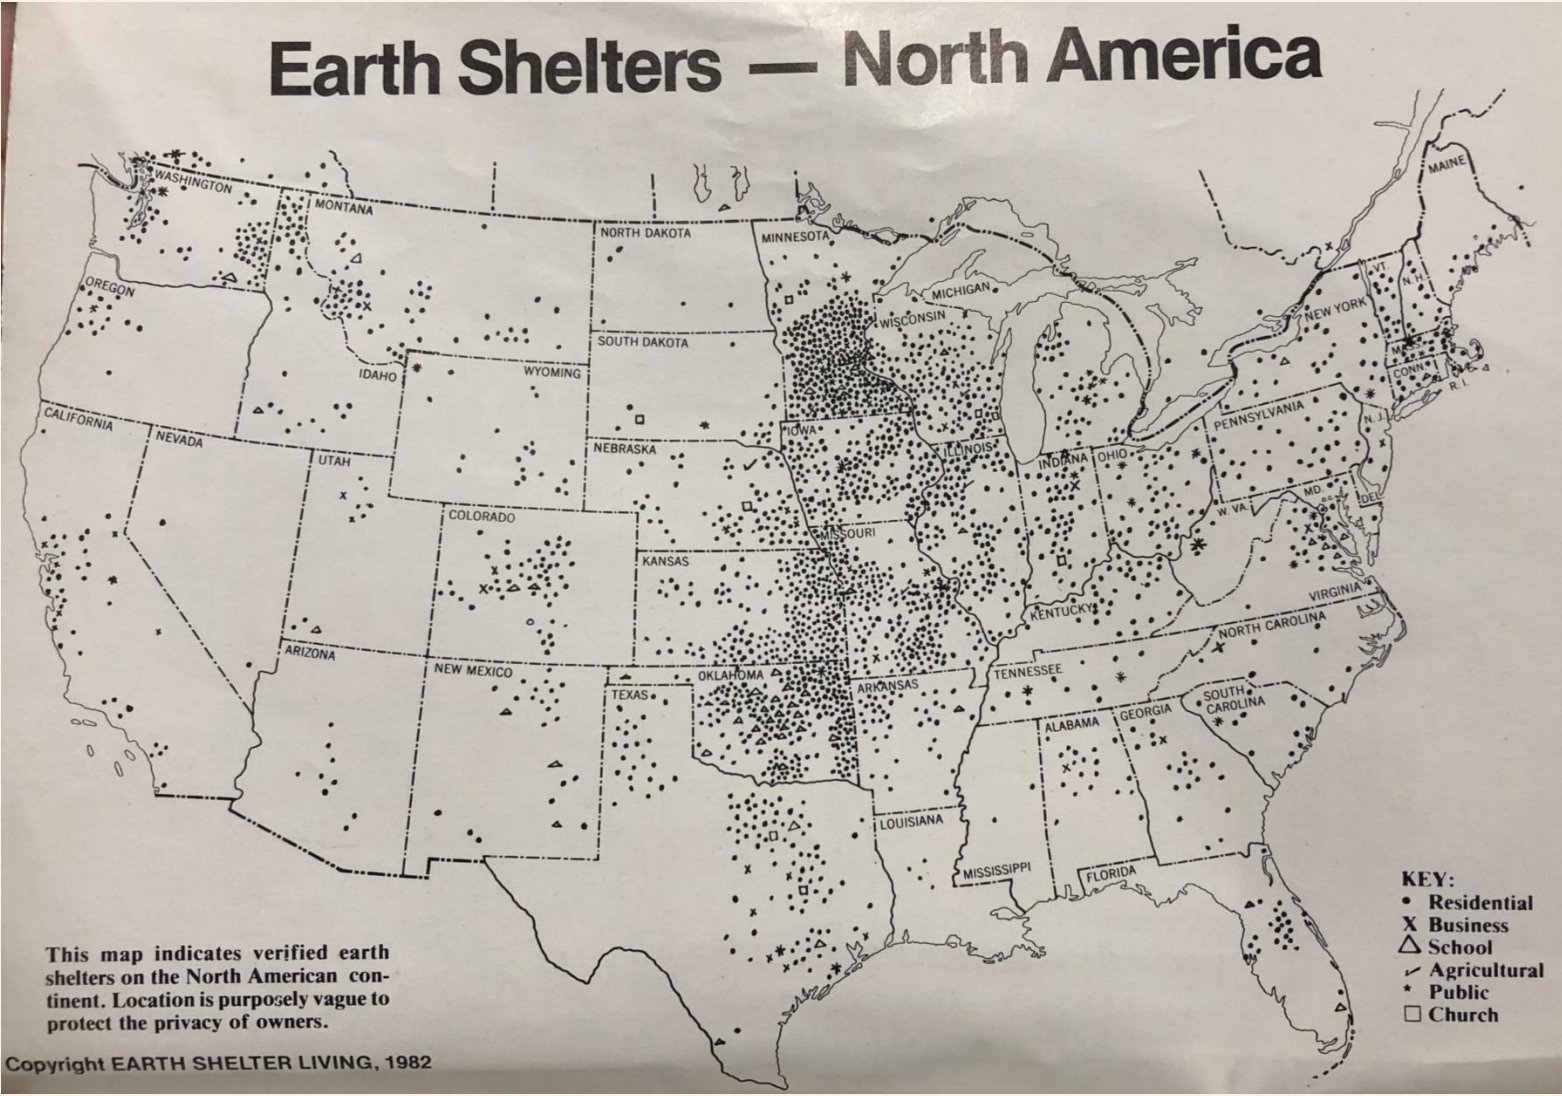 Earth Shelters — North America
WASHINGTON
MONTANA
NORTH DAKOTA
MINNESOTA
MAINE
OREGON
MICHIGAN
WISCONSIN
VT.
N.H.
NEW YORK
SOUTH DAKOTA
IDAHO
WYOMING
MASS.
CONN
R.I.
CALIFORNIA
NEVADA
UTAH
NEBRASKA
IOWA
ILLINOIS
INDIANA
OHIO
PENNSYLVANIA
N.J.
MD.
DEL
W. VA
COLORADO
KANSAS
MISSOURI
KENTUCKY
VIRGINIA
ARIZONA
NEW MEXICO
TEXAS
OKLAHOMA
ARKANSAS
TENNESSEE
NORTH CAROLINA
SOUTH
CAROLINA
ALABAMA
GEORGIA
LOUISIANA
MISSISSIPPI
FLORIDA
KEY:
Residential
X Business
School
Agricultural
* Public
Church
This map indicates verified earth
shelters on the North American con-
tinent. Location is purposely vague to
protect the privacy of owners.
Copyright EARTH SHELTER LIVING, 1982